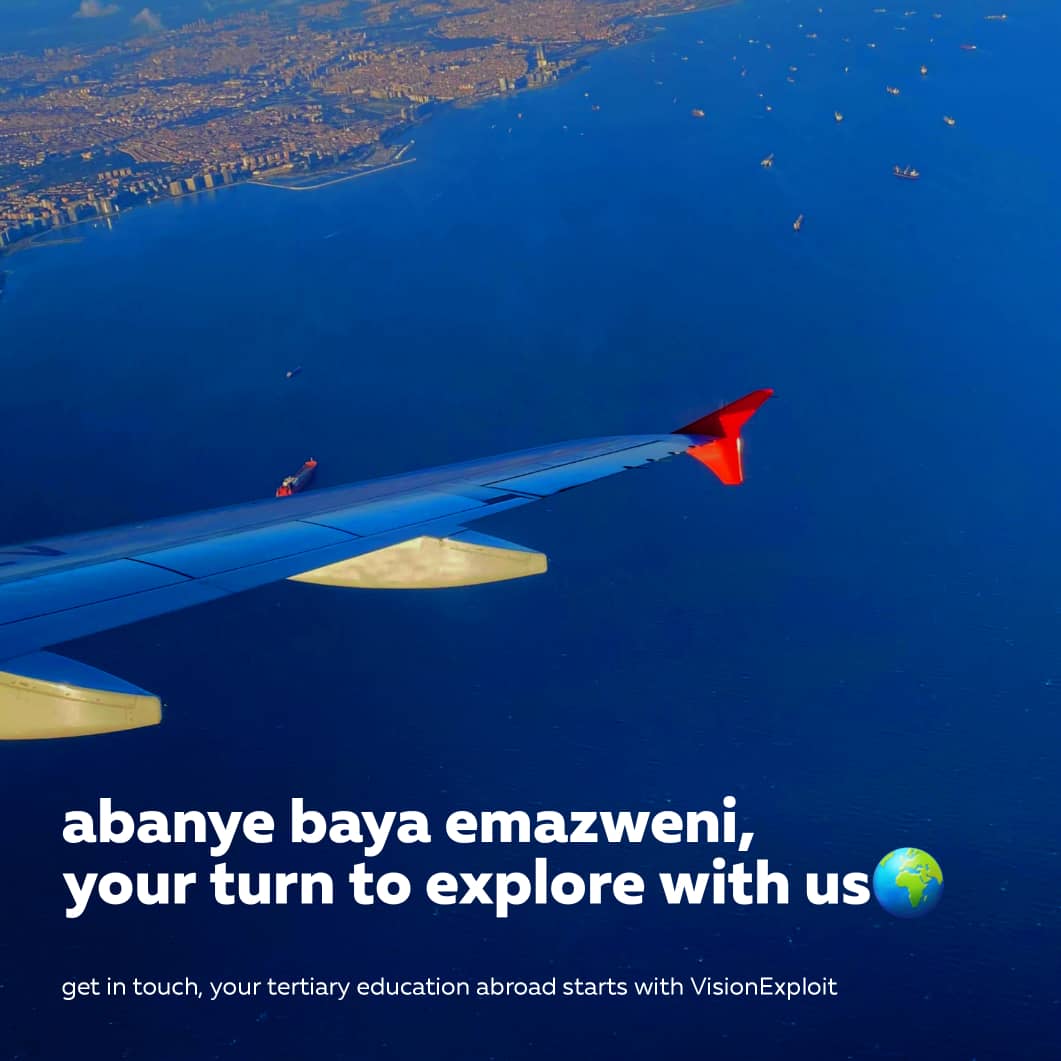 abanye baya emazweni,
your turn to explore with us🌍
get in touch, your tertiary education abroad starts with VisionExploit